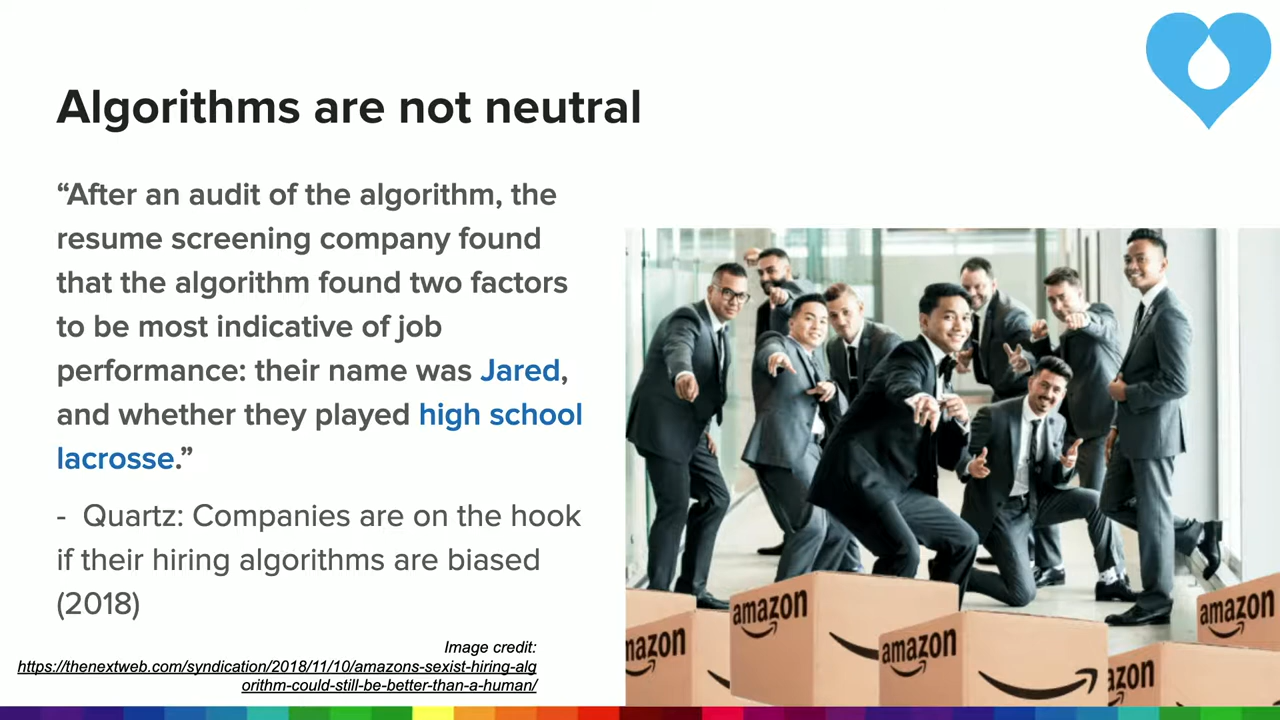 Algorithms are not neutral
“After an audit of the algorithm, the
resume screening company found
that the algorithm found two factors
to be most indicative of job
performance: their name was Jared,
and whether they played high school
lacrosse.”
- Quartz: Companies are on the hook
if their hiring algorithms are biased
(2018)
Image credit:
https://thenextweb.com/syndication/2018/11/10/amazons-sexist-hiring-alg
orithm-could-still-be-better-than-a-human/
amazon
amazon
mazon
amazon
azon